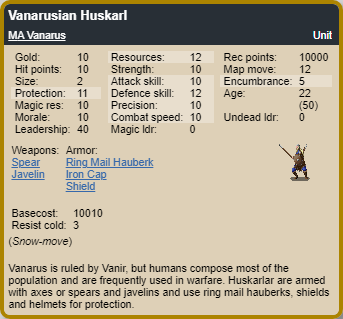 Vanarusian Huskarl
MA Vanarus Unit
Gold: 10 Resources: 12 Rec points: 10000
Hit points: 10 Strength: 10 Map move: 12
Size: 2 Attack skill: 10 Encumbrance: 5
Protection: 11 Defence skill: 12 Age: 22
Magic res: 10 Precision: 10 (50)
Morale: 10 Combat speed: 10 Undead ldr: 0
Leadership: 40 Magic ldr: 0
Weapons: Armor:
Spear Ring Mail Hauberk
Javelin Iron Cap
Shield
Basecost: 10010
Resist cold: 3
(Snow-move)
Vanarus is ruled by Vanir, but humans compose most of the
population and are frequently used in warfare. Huskarlar are armed
with axes or spears and javelins and use ring mail hauberks, shields
and helmets for protection.